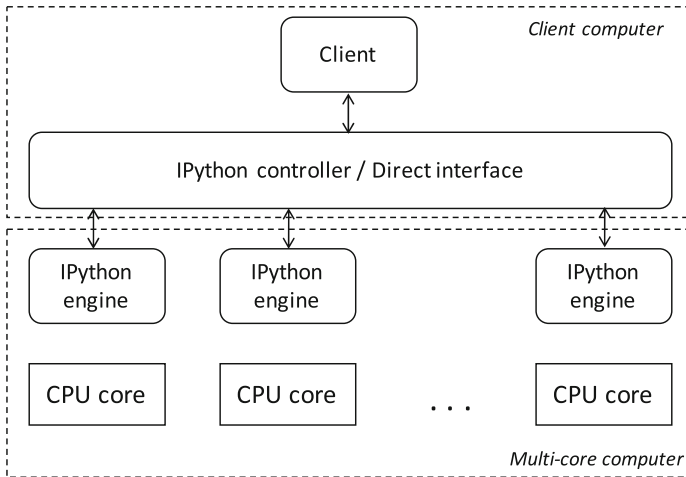 Client computer
Client
IPython controller / Direct interface
IPython
engine
IPython
engine
IPython
engine
CPU core
CPU core
. . .
CPU core
Multi-core computer